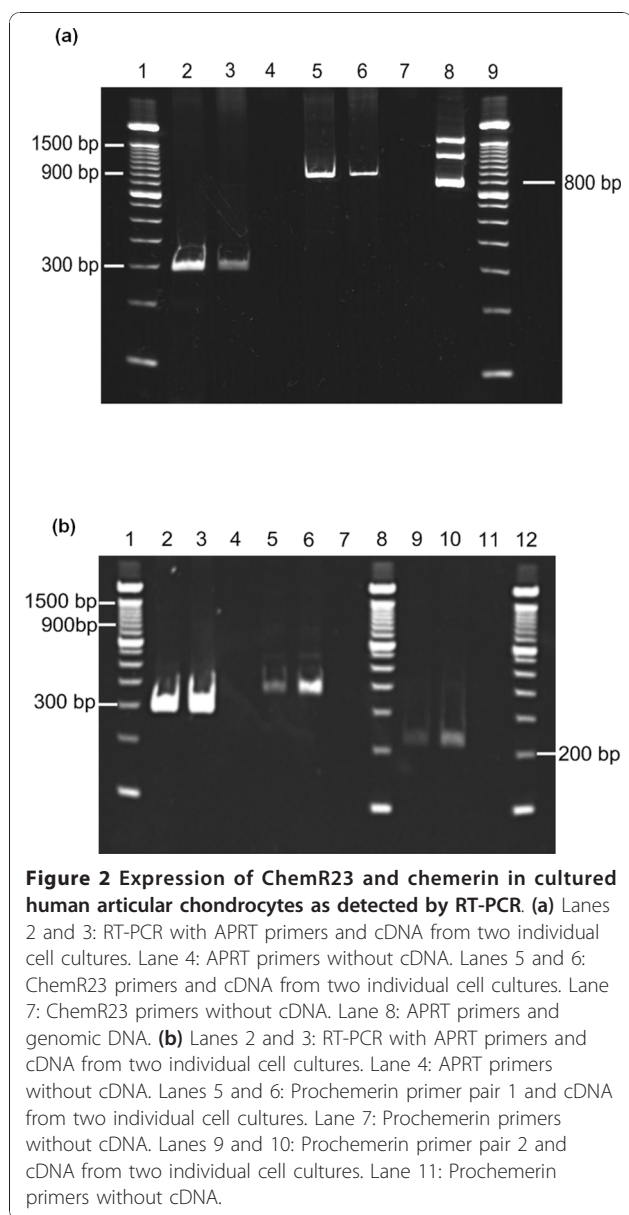 (a)
1 2 3 4 5 6 7 8 9
1500 bp
900 bp
800 bp
300 bp
(b)
1 2 3 4 5 6 7 8 9 10 11 12
1500 bp
900bp
300 bp
200 bp
Figure 2 Expression of ChemR23 and chemerin in cultured
human articular chondrocytes as detected by RT-PCR. (a) Lanes
2 and 3: RT-PCR with APRT primers and cDNA from two individual
cell cultures. Lane 4: APRT primers without cDNA. Lanes 5 and 6:
ChemR23 primers and cDNA from two individual cell cultures. Lane
7: ChemR23 primers without cDNA. Lane 8: APRT primers and
genomic DNA. (b) Lanes 2 and 3: RT-PCR with APRT primers and
cDNA from two individual cell cultures. Lane 4: APRT primers
without cDNA. Lanes 5 and 6: Prochemerin primer pair 1 and cDNA
from two individual cell cultures. Lane 7: Prochemerin primers
without cDNA. Lanes 9 and 10: Prochemerin primer pair 2 and
cDNA from two individual cell cultures. Lane 11: Prochemerin
primers without cDNA.